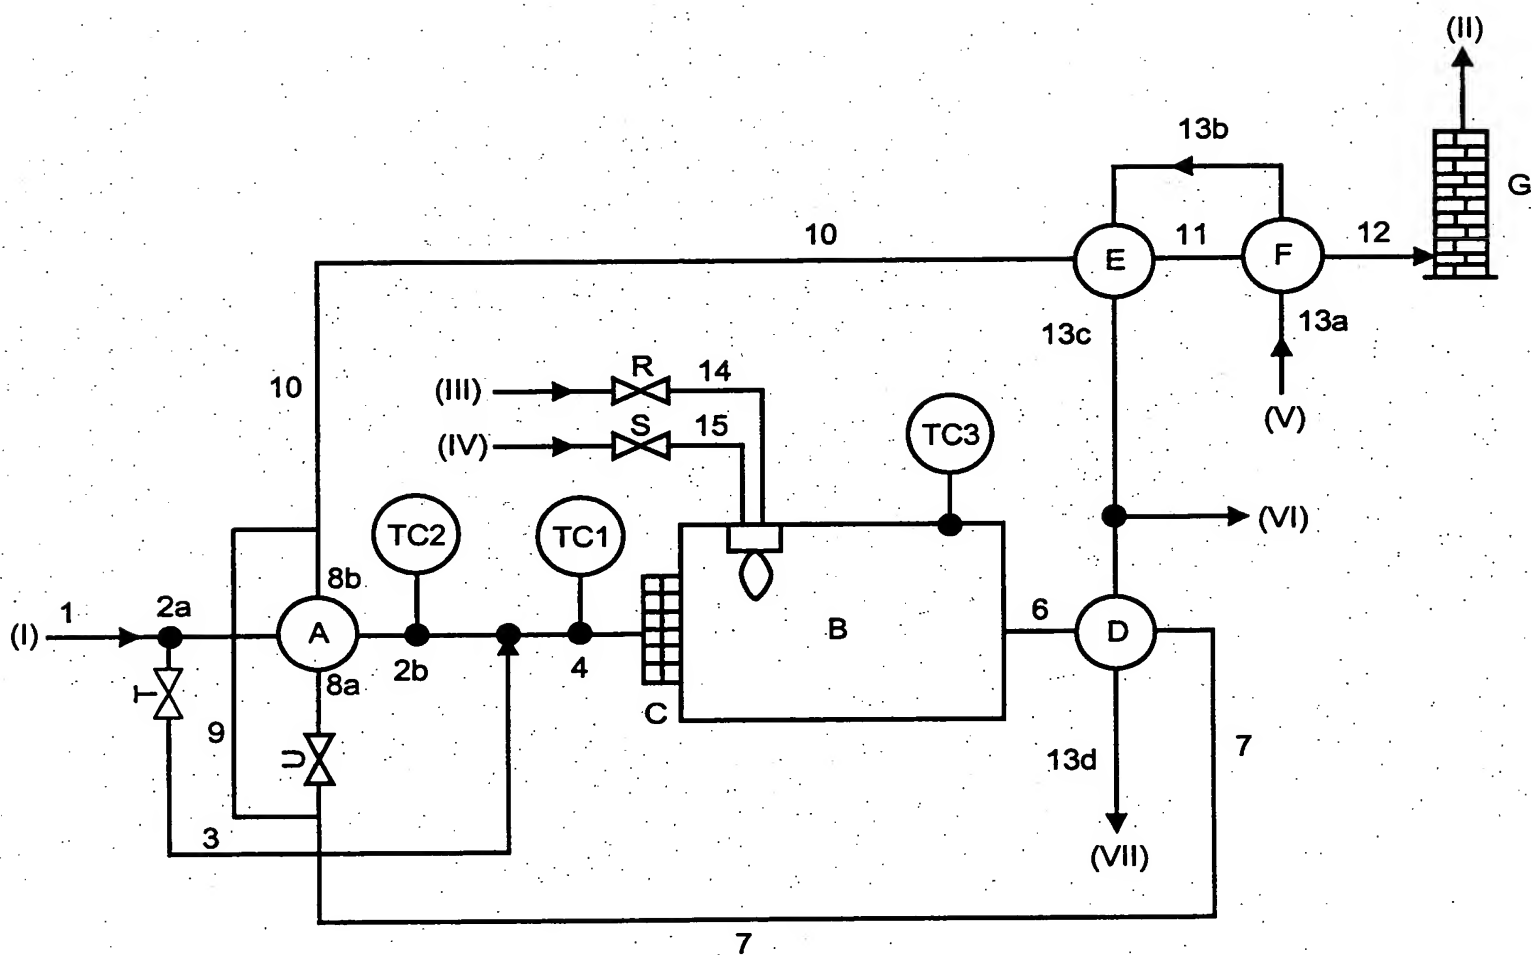 (II)
13b
G
10
E
11
F
12
13c
13a
10
(III)
R
14
(IV)
S
15
TC3
(V)
TC2
TC1
(VI)
8b
1
2a
6
(I)
A
B
D
2b
4
8a
T
C
9
U
13d
7
3
(VII)
7